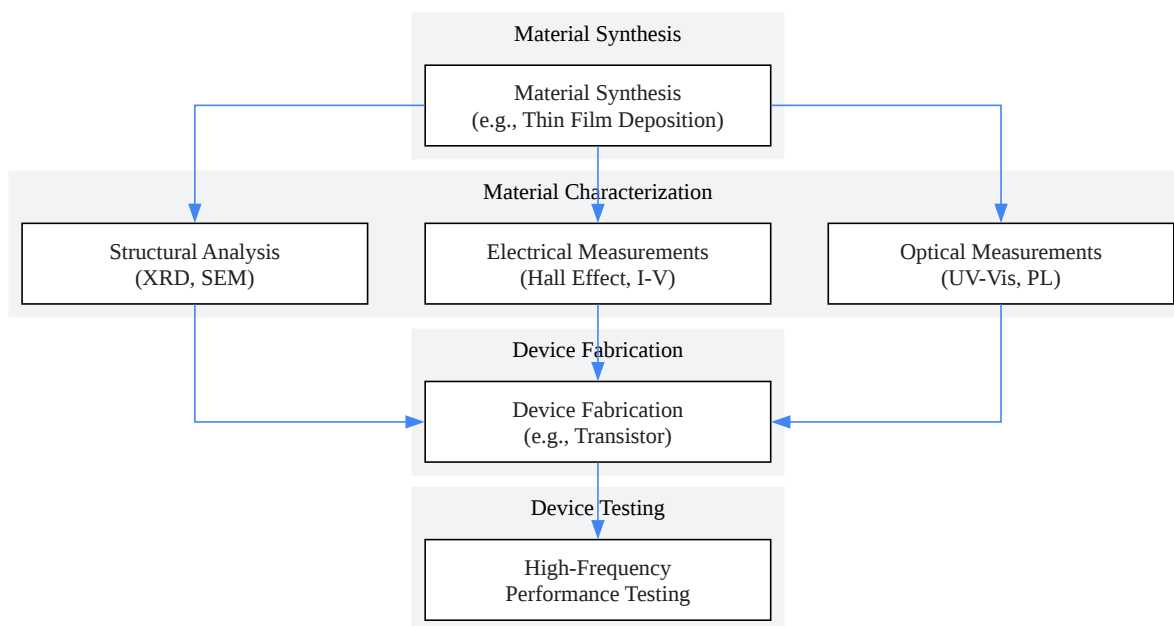 Material Synthesis
Material Synthesis
(e.g., Thin Film Deposition)
Material Characterization
Structural Analysis
(XRD, SEM)
Electrical Measurements
(Hall Effect, I-V)
Optical Measurements
(UV-Vis, PL)
Device Fabrication
Device Fabrication
(e.g., Transistor)
Device Testing
High-Frequency
Performance Testing